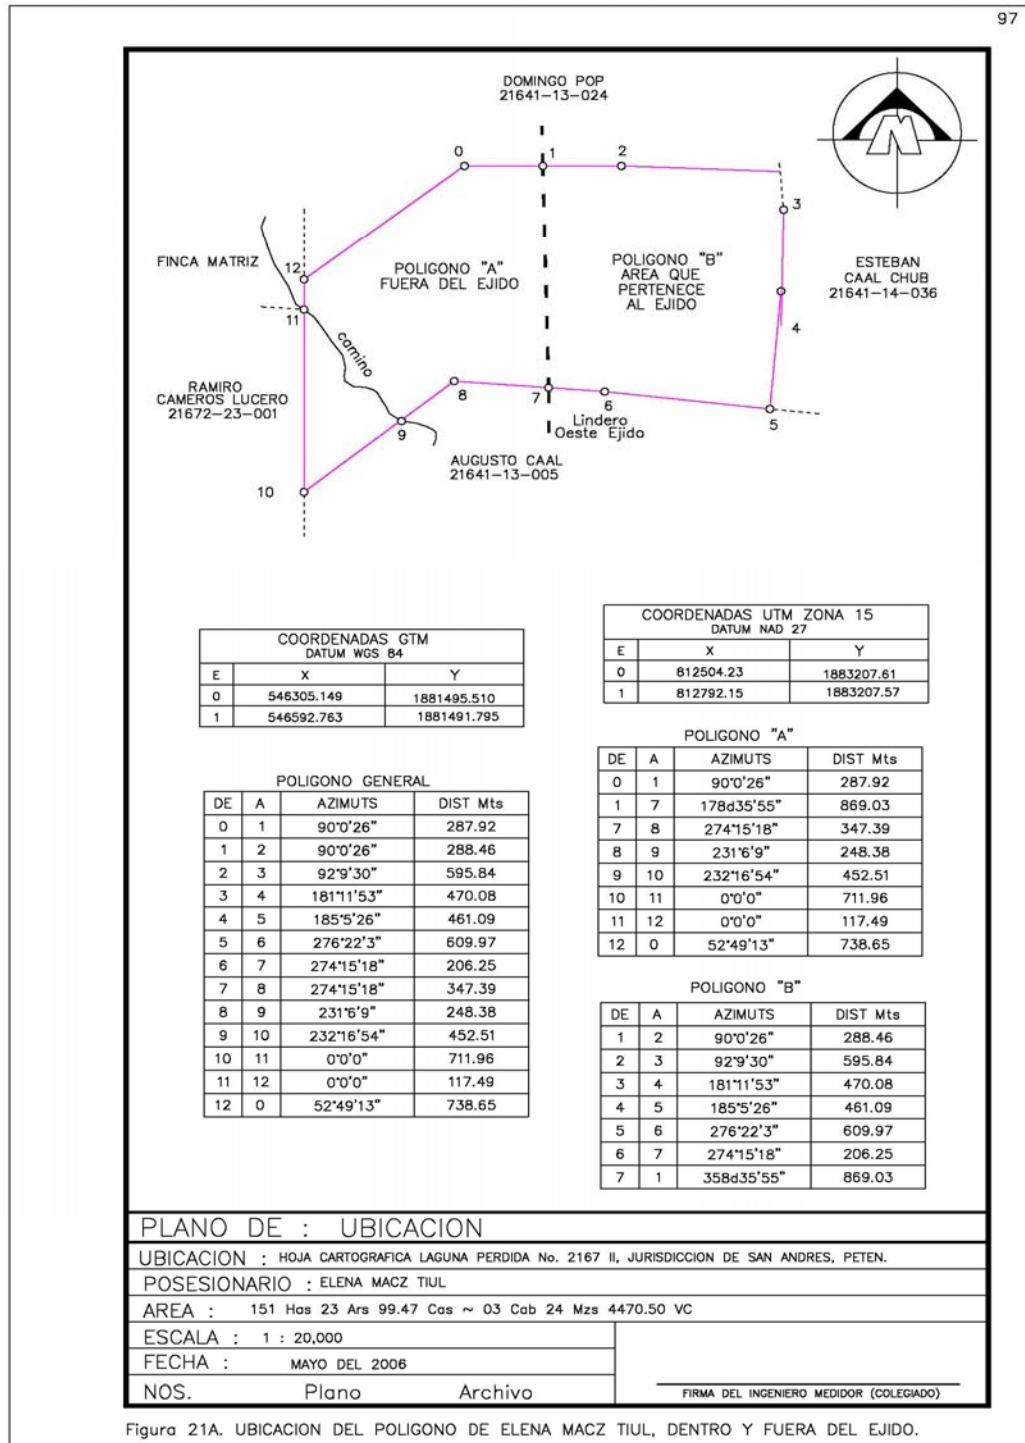 97
DOMINGO POP
21641-13-024
0
1
2
3
FINCA MATRIZ
12
POLIGONO "A"
FUERA DEL EJIDO
POLIGONO "B"
AREA QUE
PERTENECE
AL EJIDO
ESTEBAN
CAAL CHUB
21641-14-036
11
camino
4
RAMIRO
CAMEROS LUCERO
21672-23-001
8
7
6
5
9
Lindero
Oeste Ejido
AUGUSTO CAAL
21641-13-005
10
COORDENADAS GTM
DATUM WGS 84
E X Y
0 546305.149 1881495.510
1 546592.763 1881491.795
COORDENADAS UTM ZONA 15
DATUM NAD 27
E X Y
0 812504.23 1883207.61
1 812792.15 1883207.57
POLIGONO GENERAL
DE A AZIMUTS DIST Mts
0 1 90°0'26" 287.92
1 2 90°0'26" 288.46
2 3 92°9'30" 595.84
3 4 181°11'53" 470.08
4 5 185°5'26" 461.09
5 6 276°22'3" 609.97
6 7 274°15'18" 206.25
7 8 274°15'18" 347.39
8 9 231°6'9" 248.38
9 10 232°16'54" 452.51
10 11 0°0'0" 711.96
11 12 0°0'0" 117.49
12 0 52°49'13" 738.65
POLIGONO "A"
DE A AZIMUTS DIST Mts
0 1 90°0'26" 287.92
1 7 178d35'55" 869.03
7 8 274°15'18" 347.39
8 9 231°6'9" 248.38
9 10 232°16'54" 452.51
10 11 0°0'0" 711.96
11 12 0°0'0" 117.49
12 0 52°49'13" 738.65
POLIGONO "B"
DE A AZIMUTS DIST Mts
1 2 90°0'26" 288.46
2 3 92°9'30" 595.84
3 4 181°11'53" 470.08
4 5 185°5'26" 461.09
5 6 276°22'3" 609.97
6 7 274°15'18" 206.25
7 1 358d35'55" 869.03
PLANO DE : UBICACION
UBICACION : HOJA CARTOGRAFICA LAGUNA PERDIDA No. 2167 II, JURISDICCION DE SAN ANDRES, PETEN.
POSESIONARIO : ELENA MACZ TIUL
AREA : 151 Has 23 Ars 99.47 Cas ~ 03 Cab 24 Mzs 4470.50 VC
ESCALA : 1 : 20,000
FECHA : MAYO DEL 2006
NOS. Plano Archivo
FIRMA DEL INGENIERO MEDIDOR (COLEGIADO)
Figura 21A. UBICACION DEL POLIGONO DE ELENA MACZ TIUL, DENTRO Y FUERA DEL EJIDO.